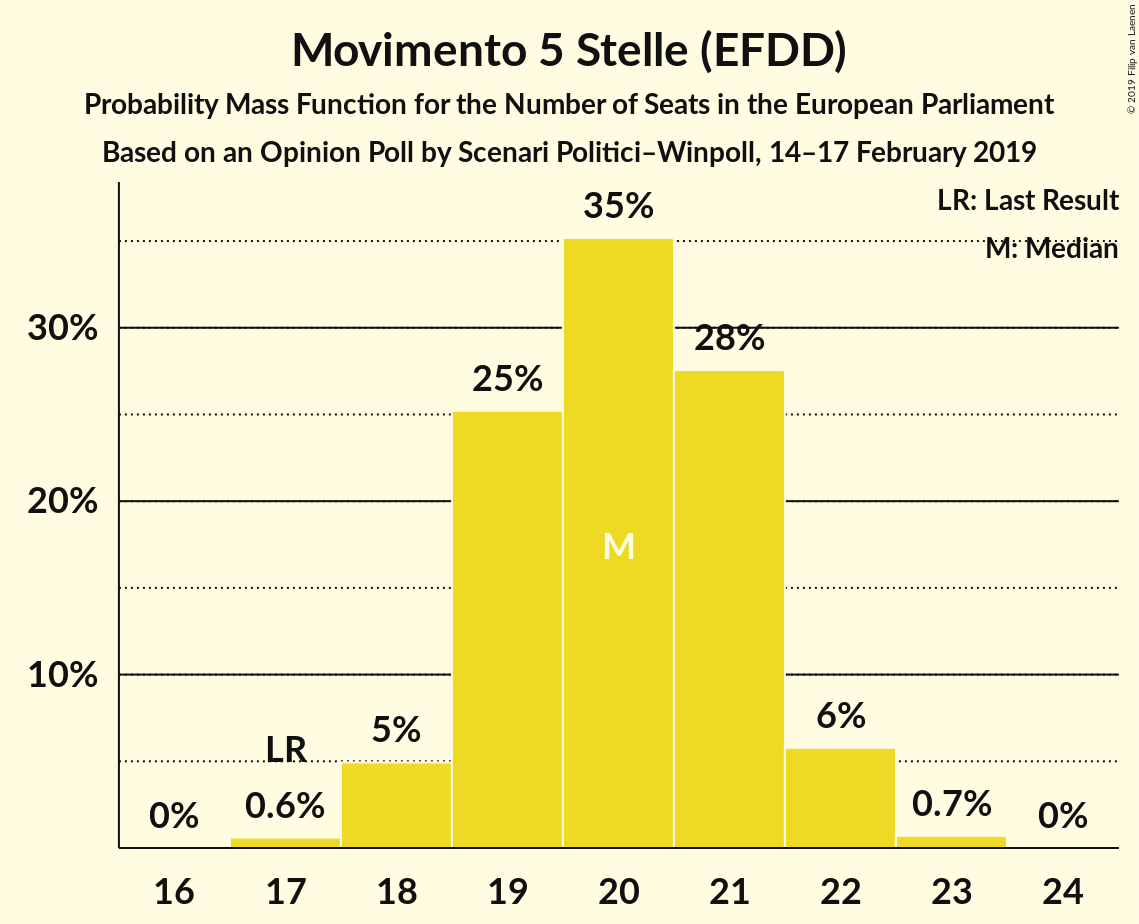 Movimento 5 Stelle (EFDD)
Probability Mass Function for the Number of Seats in the European Parliament
Based on an Opinion Poll by Scenari Politici–Winpoll, 14–17 February 2019
© 2019 Filip van Laenen
LR: Last Result
M: Median
35%
30%
28%
25%
20%
M
10%
LR
5%
6%
0%
0.6%
0.7%
0%
16 17 18 19 20 21 22 23 24